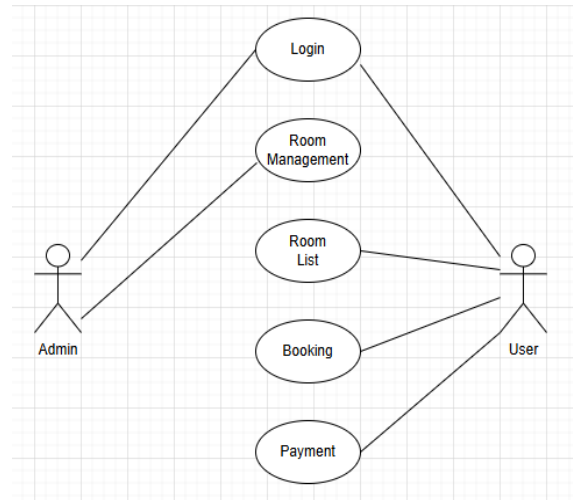 Login
Room
Management
Room
List
Admin
User
Booking
Payment